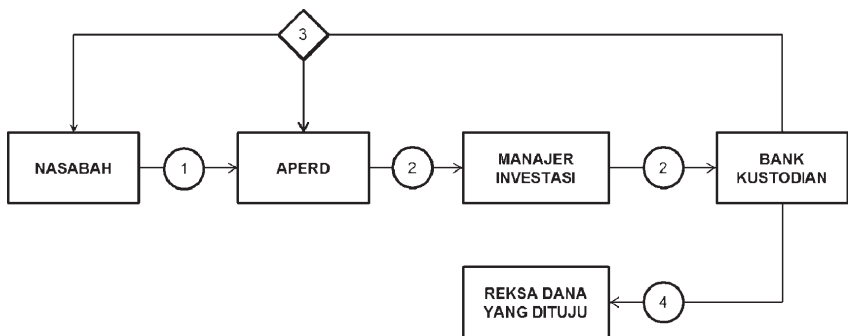 3
NASABAH
1
APERD
2
MANAJER
INVESTASI
2
BANK
KUSTODIAN
REKSA DANA
YANG DITUJU
4